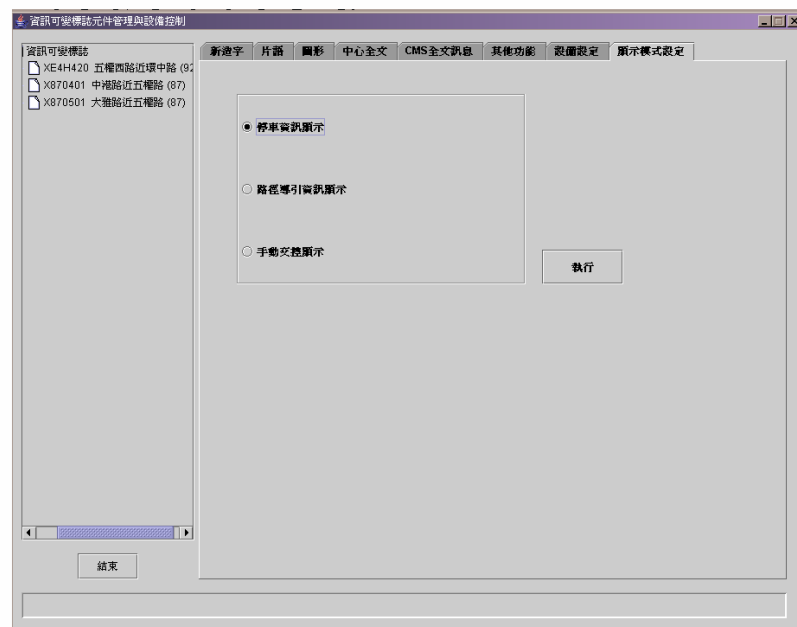 資訊可變標誌元件管理與設備控制
資訊可變標誌
XE4H420 五權西路近環中路 (92
X870401 中港路近五權路 (87)
X870501 大雅路近五權路 (87)
新造字 片語 圖形 中心全文 CMS全文訊息 其他功能 設備設定 顯示模式設定
停車資訊顯示
路徑導引資訊顯示
手動交控顯示
執行
結束